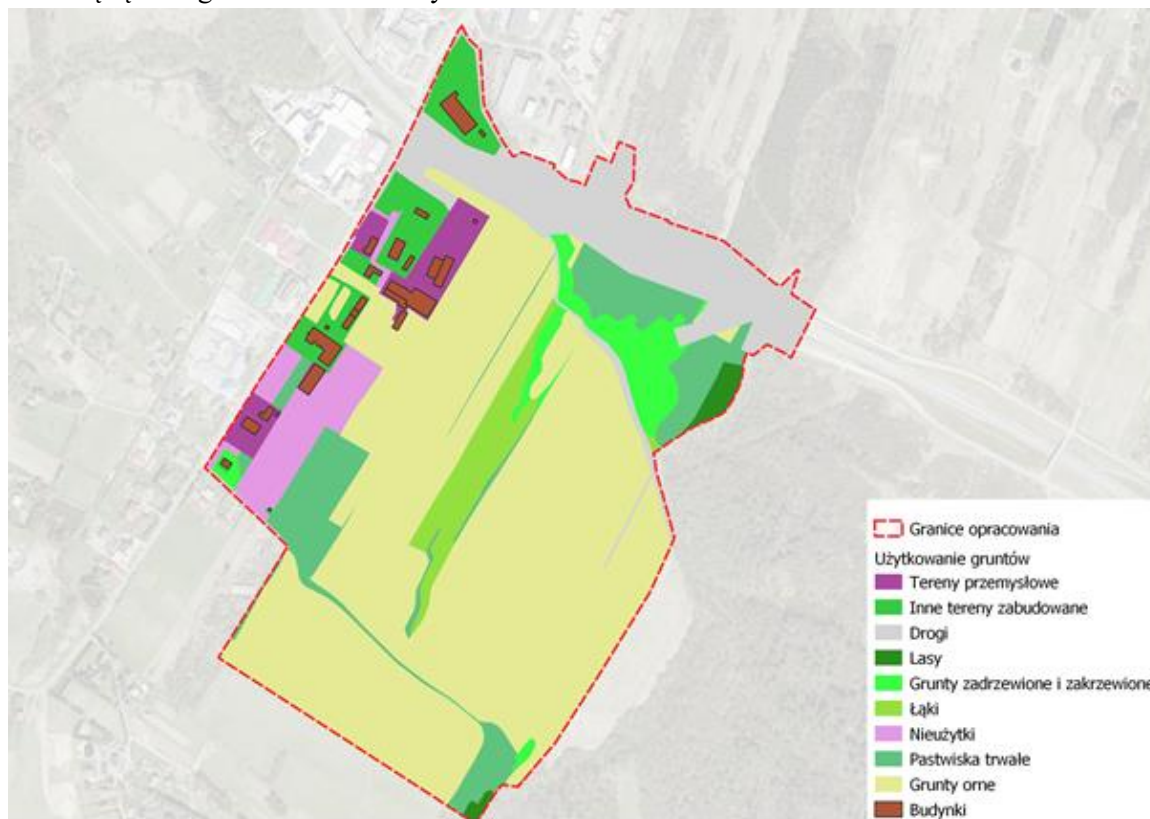 Granice opracowania
Użytkowanie gruntów
Tereny przemysłowe
Inne tereny zabudowane
Drogi
Lasy
Grunty zadrzewione i zakrzewione
Łąki
Nieużytki
Pastwiska trwałe
Grunty orne
Budynki